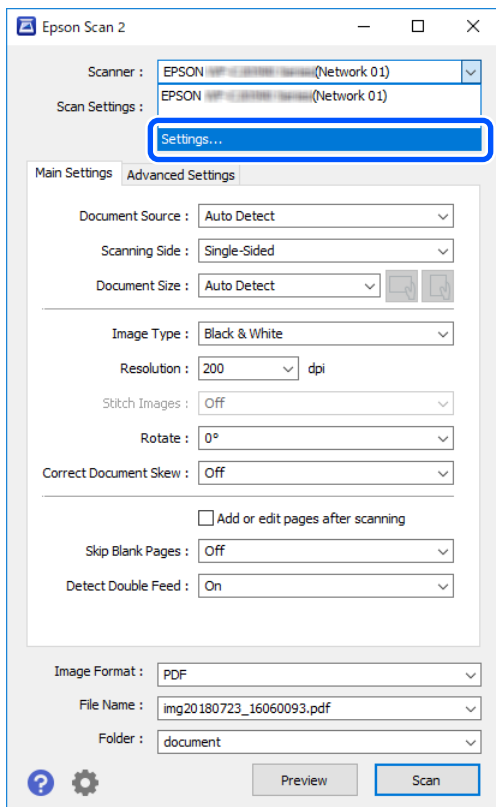 Epson Scan 2
Scanner : EPSON (Network 01)
EPSON (Network 01)
Scan Settings :
Settings...
Main Settings Advanced Settings
Document Source : Auto Detect
Scanning Side : Single-Sided
Document Size : Auto Detect
Image Type : Black & White
Resolution : 200 dpi
Stitch Images : Off
Rotate : 0°
Correct Document Skew : Off
Add or edit pages after scanning
Skip Blank Pages : Off
Detect Double Feed : On
Image Format : PDF
File Name : img20180723_16060093.pdf
Folder : document
? Preview Scan